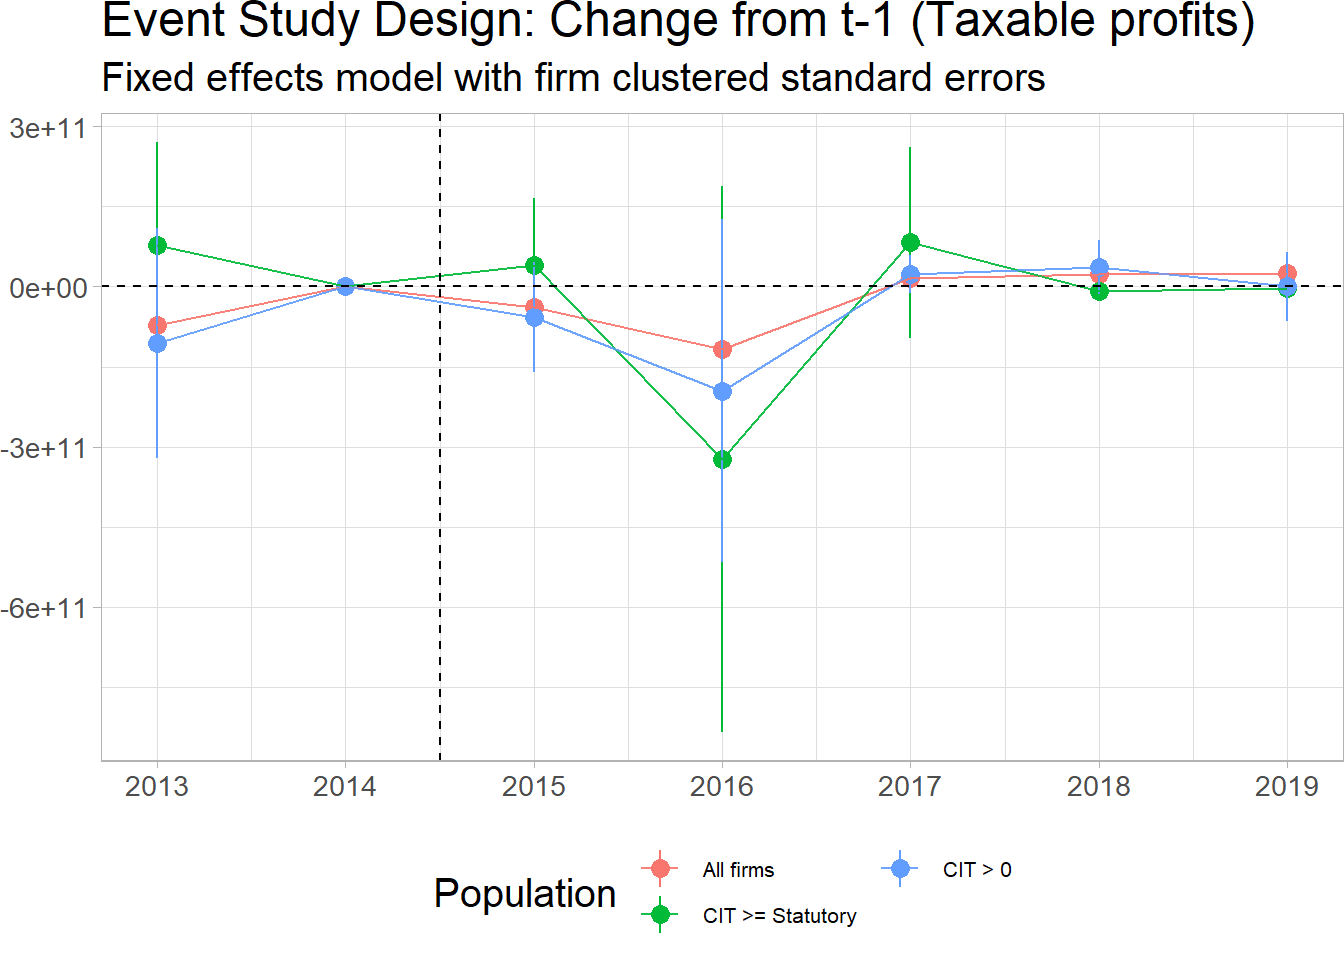 Event Study Design: Change from t-1 (Taxable profits)
Fixed effects model with firm clustered standard errors
3e+11
0e+00
-3e+11
-6e+11
2013 2014 2015 2016 2017 2018 2019
Population
All firms
CIT >= Statutory
CIT > 0